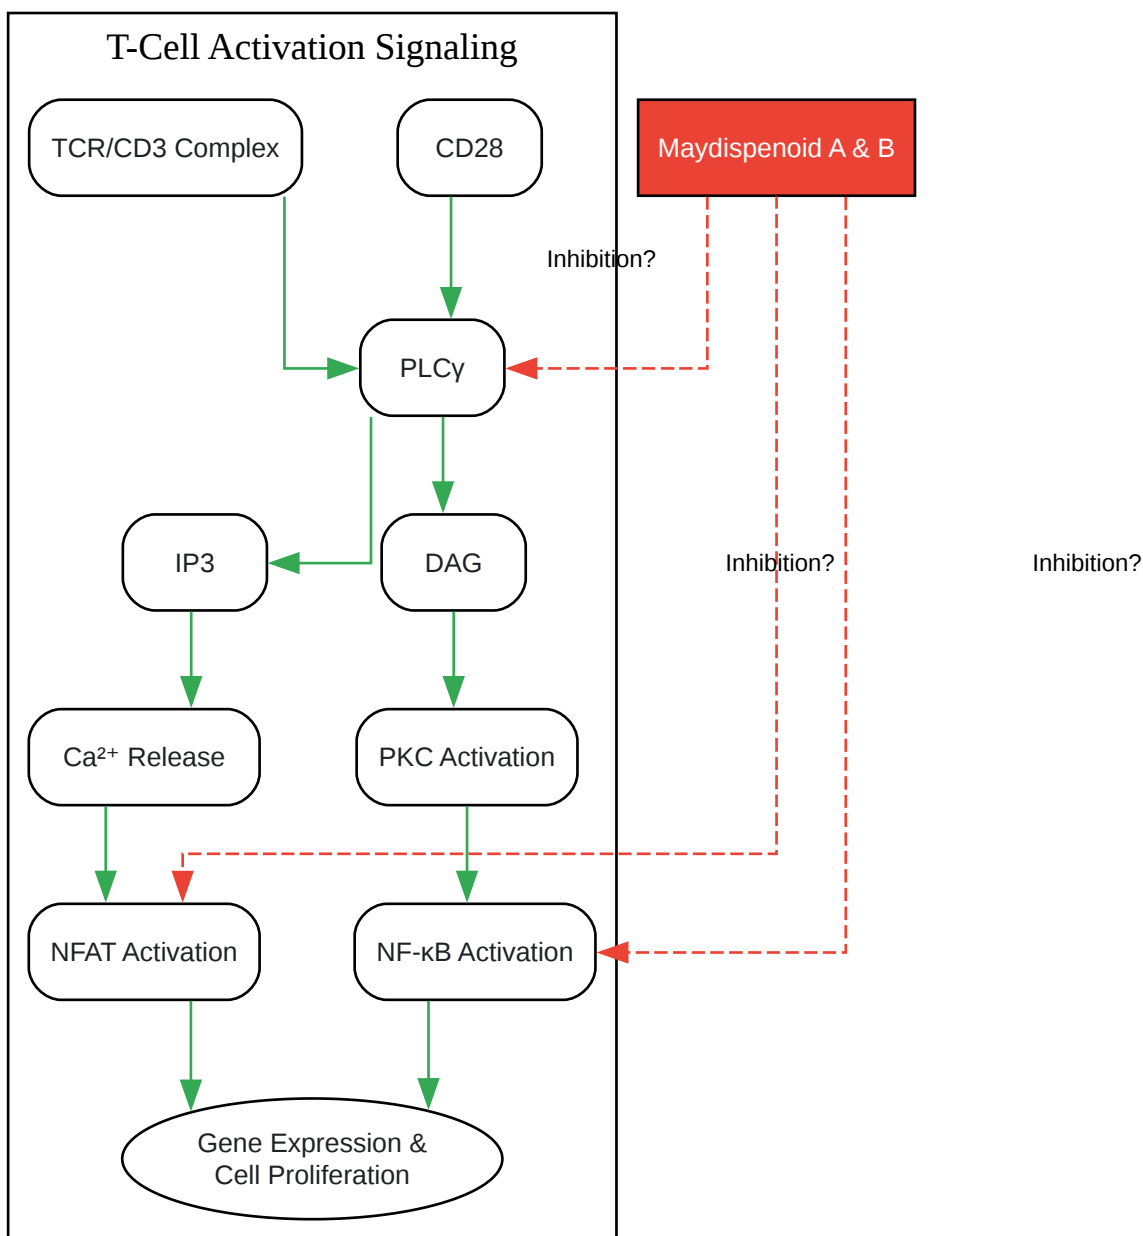 T-Cell Activation Signaling
TCR/CD3 Complex
CD28
Maydispenoid A & B
Inhibition?
PLCγ
IP3
DAG
Inhibition?
Inhibition?
Ca²⁺ Release
PKC Activation
NFAT Activation
NF-κB Activation
Gene Expression &
Cell Proliferation